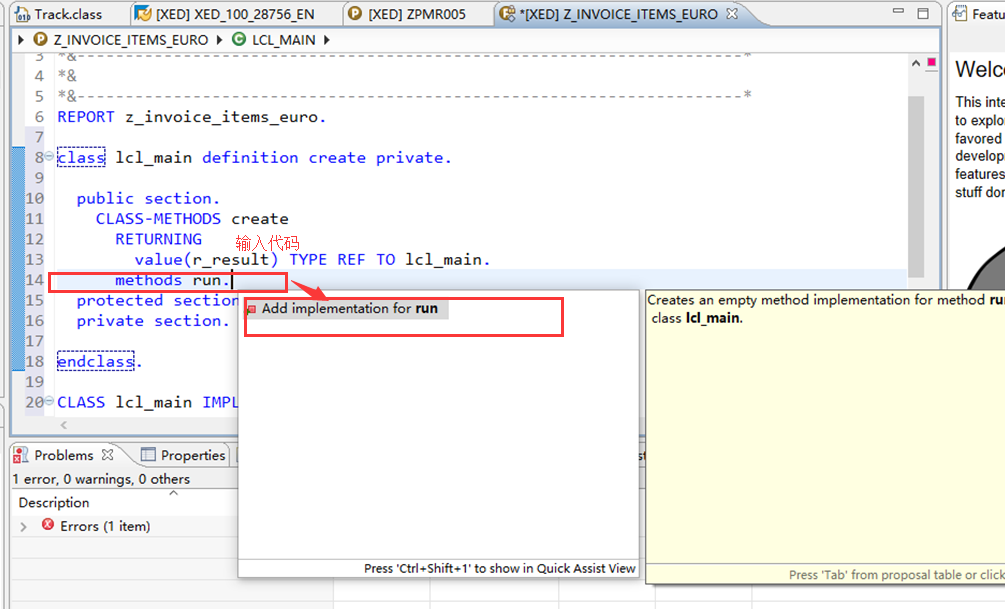 Track.class
[XED] XED_100_28756_EN
[XED] ZPMR005
*[XED] Z_INVOICE_ITEMS_EURO
Featu
Z_INVOICE_ITEMS_EURO
LCL_MAIN
3 *&---------------------------------------------------------------------*
4 *&
5 *&---------------------------------------------------------------------*
6 REPORT z_invoice_items_euro.
7
8 class lcl_main definition create private.
9
10 public section.
11 CLASS-METHODS create
12 RETURNING
输入代码
13 value(r_result) TYPE REF TO lcl_main.
14 methods run.
15 protected section
16 private section.
17
18 endclass.
19
20 CLASS lcl_main IMPL
Add implementation for run
Press 'Ctrl+Shift+1' to show in Quick Assist View
Creates an empty method implementation for method ru
class lcl_main.
Press 'Tab' from proposal table or click
Welco
This inte
to explo
favored
develop
features
stuff don
Problems
Properties
1 error, 0 warnings, 0 others
Description
Errors (1 item)